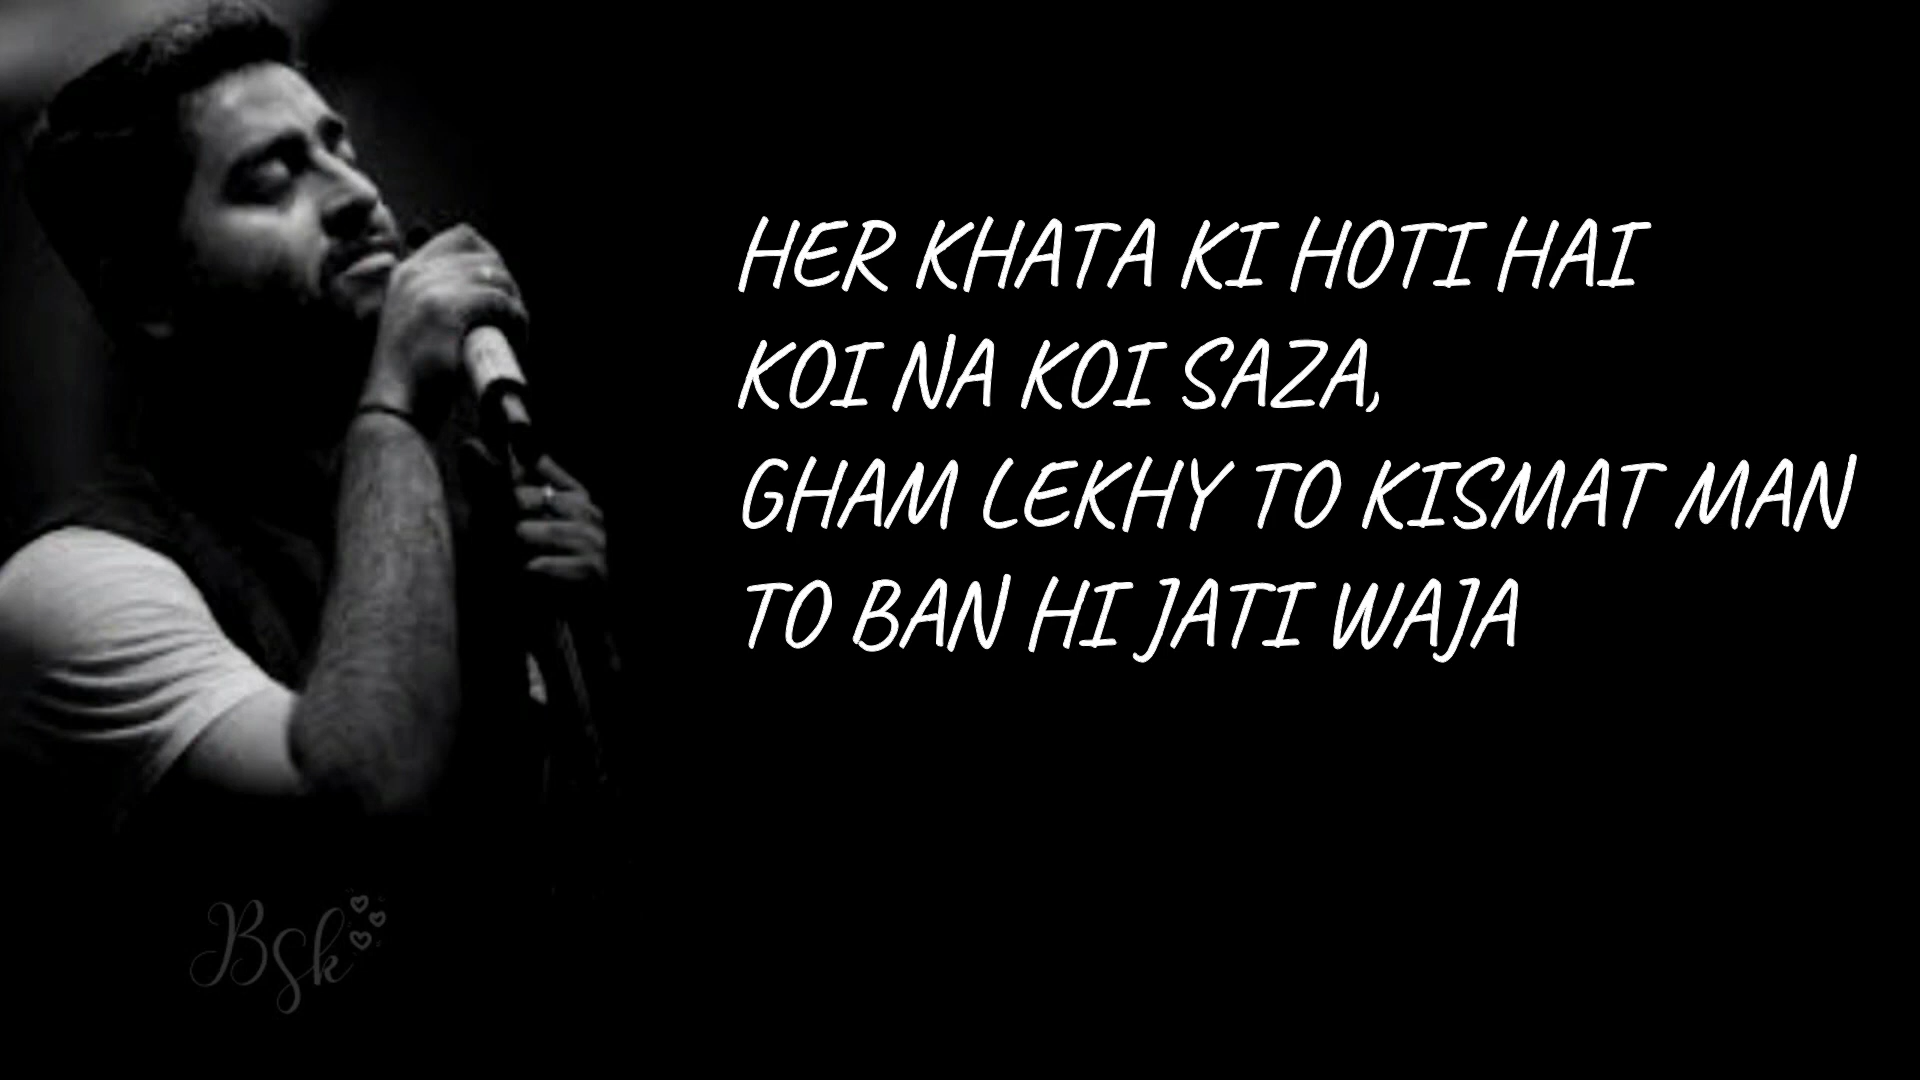 HER KHATA KI HOTI HAI
KOI NA KOI SAZA,
GHAM LEKHY TO KISMAT MAN
TO BAN HI JATI WAJA
BSk